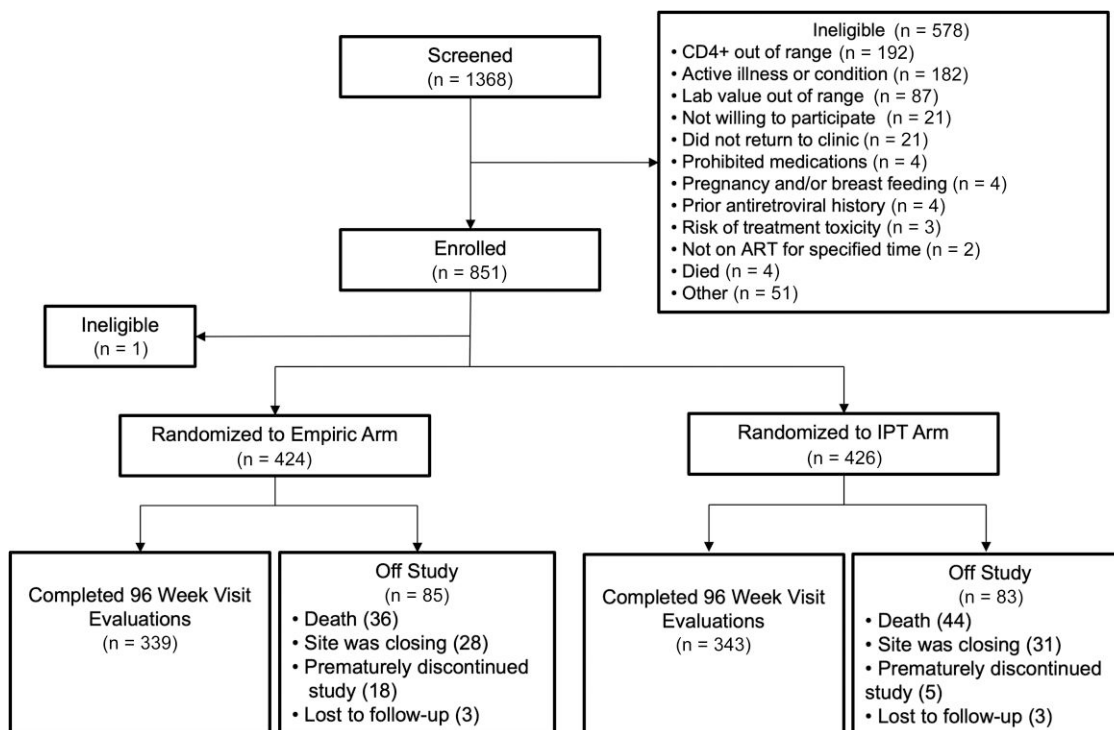 Screened
(n = 1368)
Ineligible (n = 578)
• CD4+ out of range (n = 192)
• Active illness or condition (n = 182)
• Lab value out of range (n = 87)
• Not willing to participate (n = 21)
• Did not return to clinic (n = 21)
• Prohibited medications (n = 4)
• Pregnancy and/or breast feeding (n = 4)
• Prior antiretroviral history (n = 4)
• Risk of treatment toxicity (n = 3)
• Not on ART for specified time (n = 2)
• Died (n = 4)
• Other (n = 51)
Enrolled
(n = 851)
Ineligible
(n = 1)
Randomized to Empiric Arm
(n = 424)
Randomized to IPT Arm
(n = 426)
Completed 96 Week Visit
Evaluations
(n = 339)
Off Study
(n = 85)
• Death (36)
• Site was closing (28)
• Prematurely discontinued
study (18)
• Lost to follow-up (3)
Completed 96 Week Visit
Evaluations
(n = 343)
Off Study
(n = 83)
• Death (44)
• Site was closing (31)
• Prematurely discontinued
study (5)
• Lost to follow-up (3)